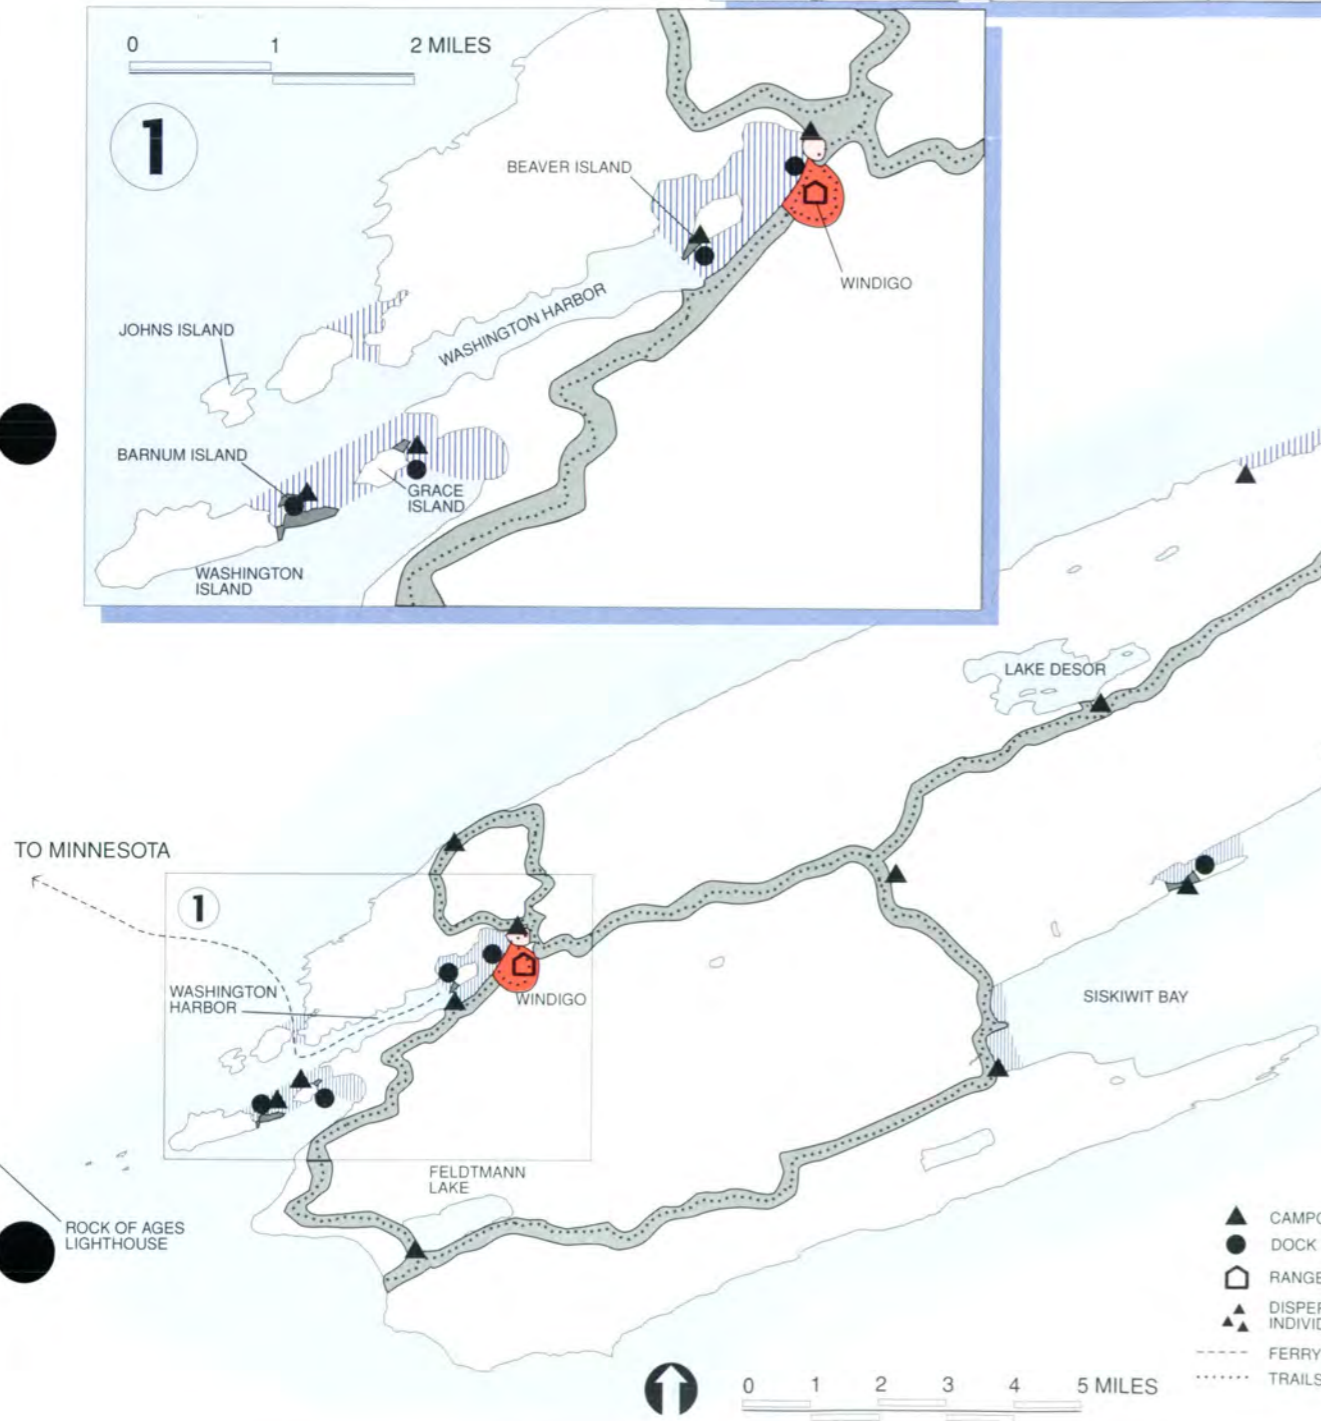 0 1 2 MILES
1
BEAVER ISLAND
WINDIGO
WASHINGTON HARBOR
JOHNS ISLAND
BARNUM ISLAND
GRACE
ISLAND
WASHINGTON
ISLAND
LAKE DESOR
TO MINNESOTA
1
WASHINGTON
HARBOR
WINDIGO
SISKIWIT BAY
FELDTMANN
LAKE
ROCK OF AGES
LIGHTHOUSE
DOCK
FERRY
TRAILS
0 1 2 3 4 5 MILES